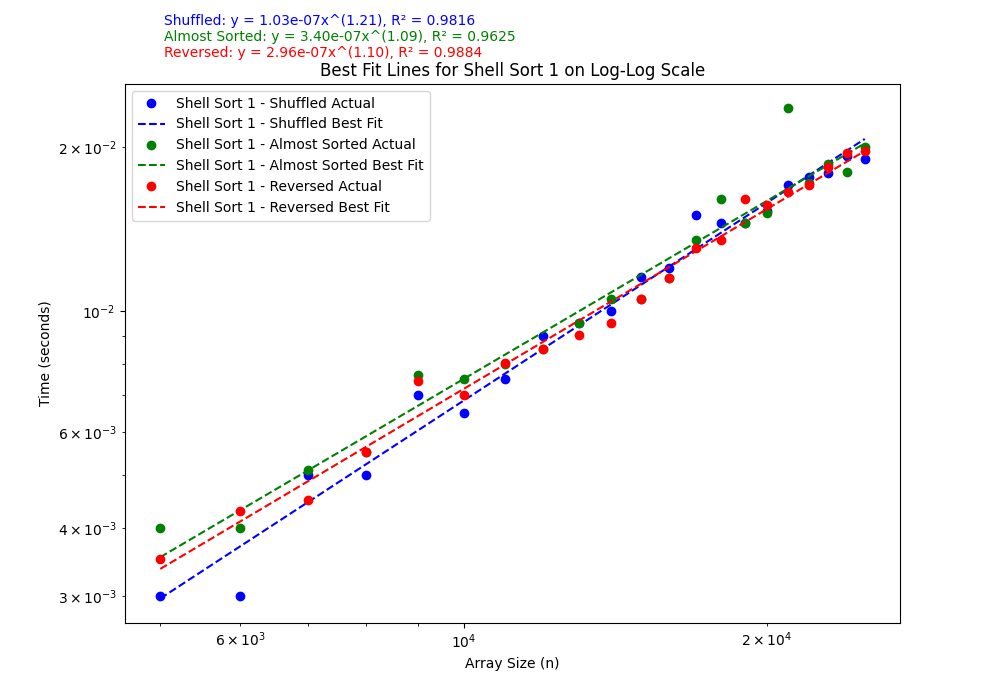 Shuffled: y = 1.03e-07x^(1.21), R² = 0.9816
Almost Sorted: y = 3.40e-07x^(1.09), R² = 0.9625
Reversed: y = 2.96e-07x^(1.10), R² = 0.9884
Best Fit Lines for Shell Sort 1 on Log-Log Scale
Shell Sort 1 - Shuffled Actual
Shell Sort 1 - Shuffled Best Fit
Shell Sort 1 - Almost Sorted Actual
Shell Sort 1 - Almost Sorted Best Fit
Shell Sort 1 - Reversed Actual
Shell Sort 1 - Reversed Best Fit
Time (seconds)
2 × 10⁻²
10⁻²
6 × 10⁻³
4 × 10⁻³
3 × 10⁻³
6 × 10³
10⁴
2 × 10⁴
Array Size (n)